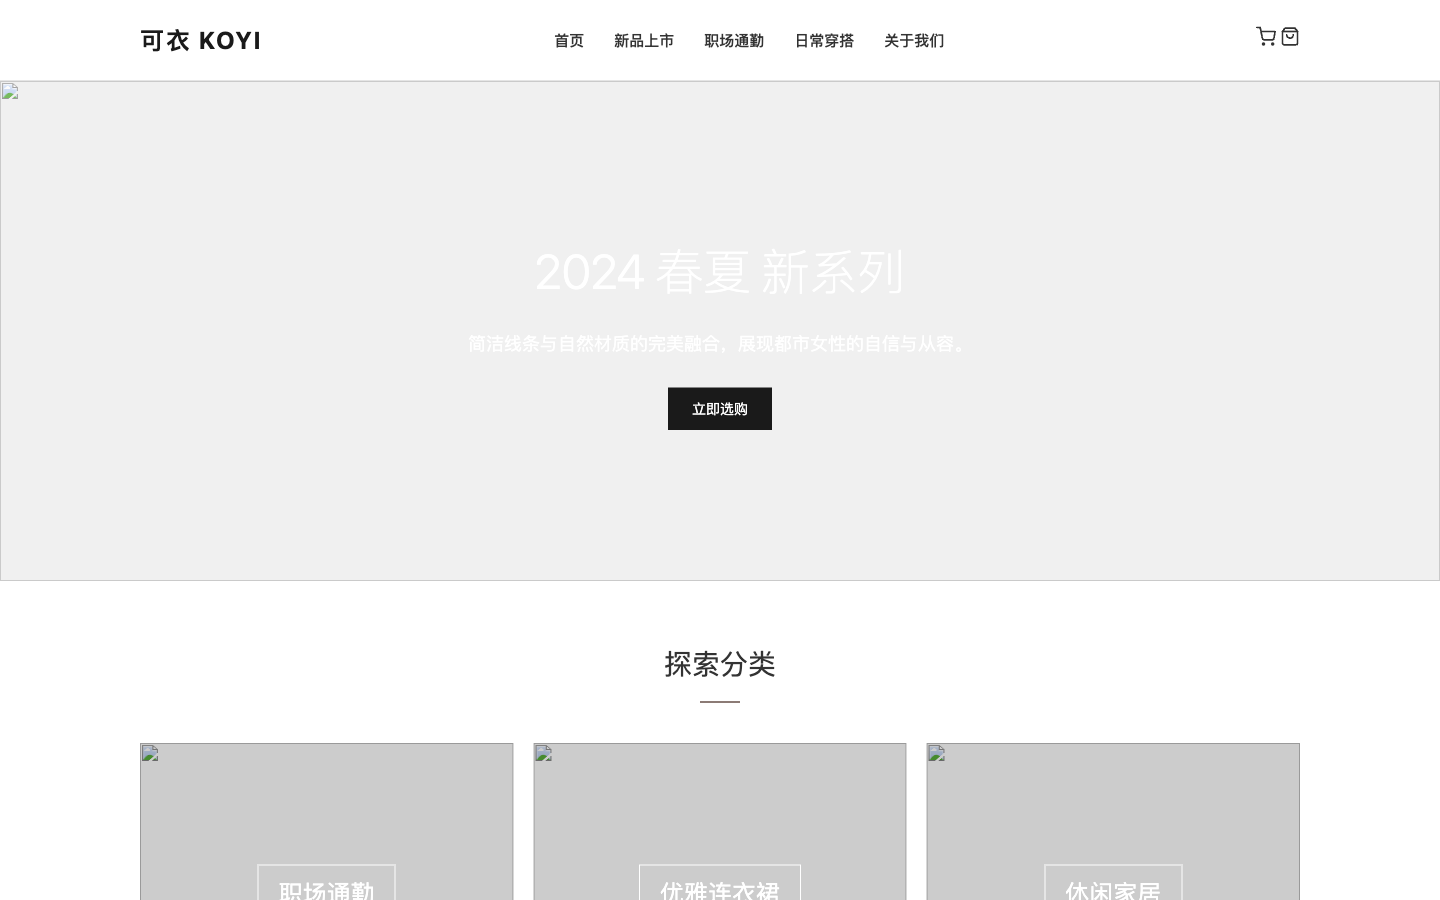 可衣 KOYI
首页
新品上市
职场通勤
日常穿搭
关于我们
2024 春夏 新系列
简洁线条与自然材质的完美融合，展现都市女性的自信与从容。
立即选购
探索分类
职场通勤
优雅连衣裙
休闲家居